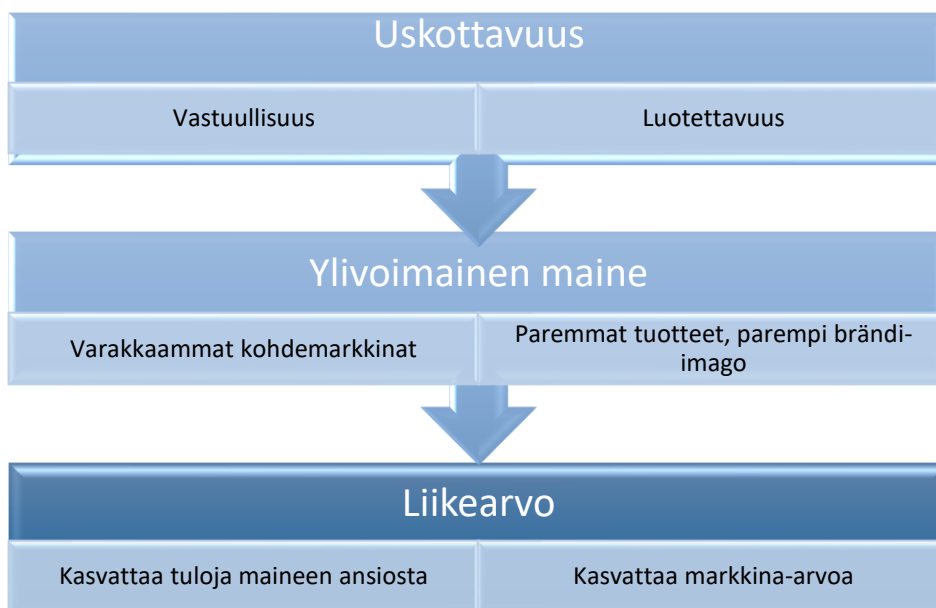 Uskottavuus
Vastuullisuus
Luotettavuus
Ylivoimainen maine
Varakkaammat kohdemarkkinat
Paremmat tuotteet, parempi brändi-
imago
Liikearvo
Kasvattaa tuloja maineen ansiosta
Kasvattaa markkina-arvoa